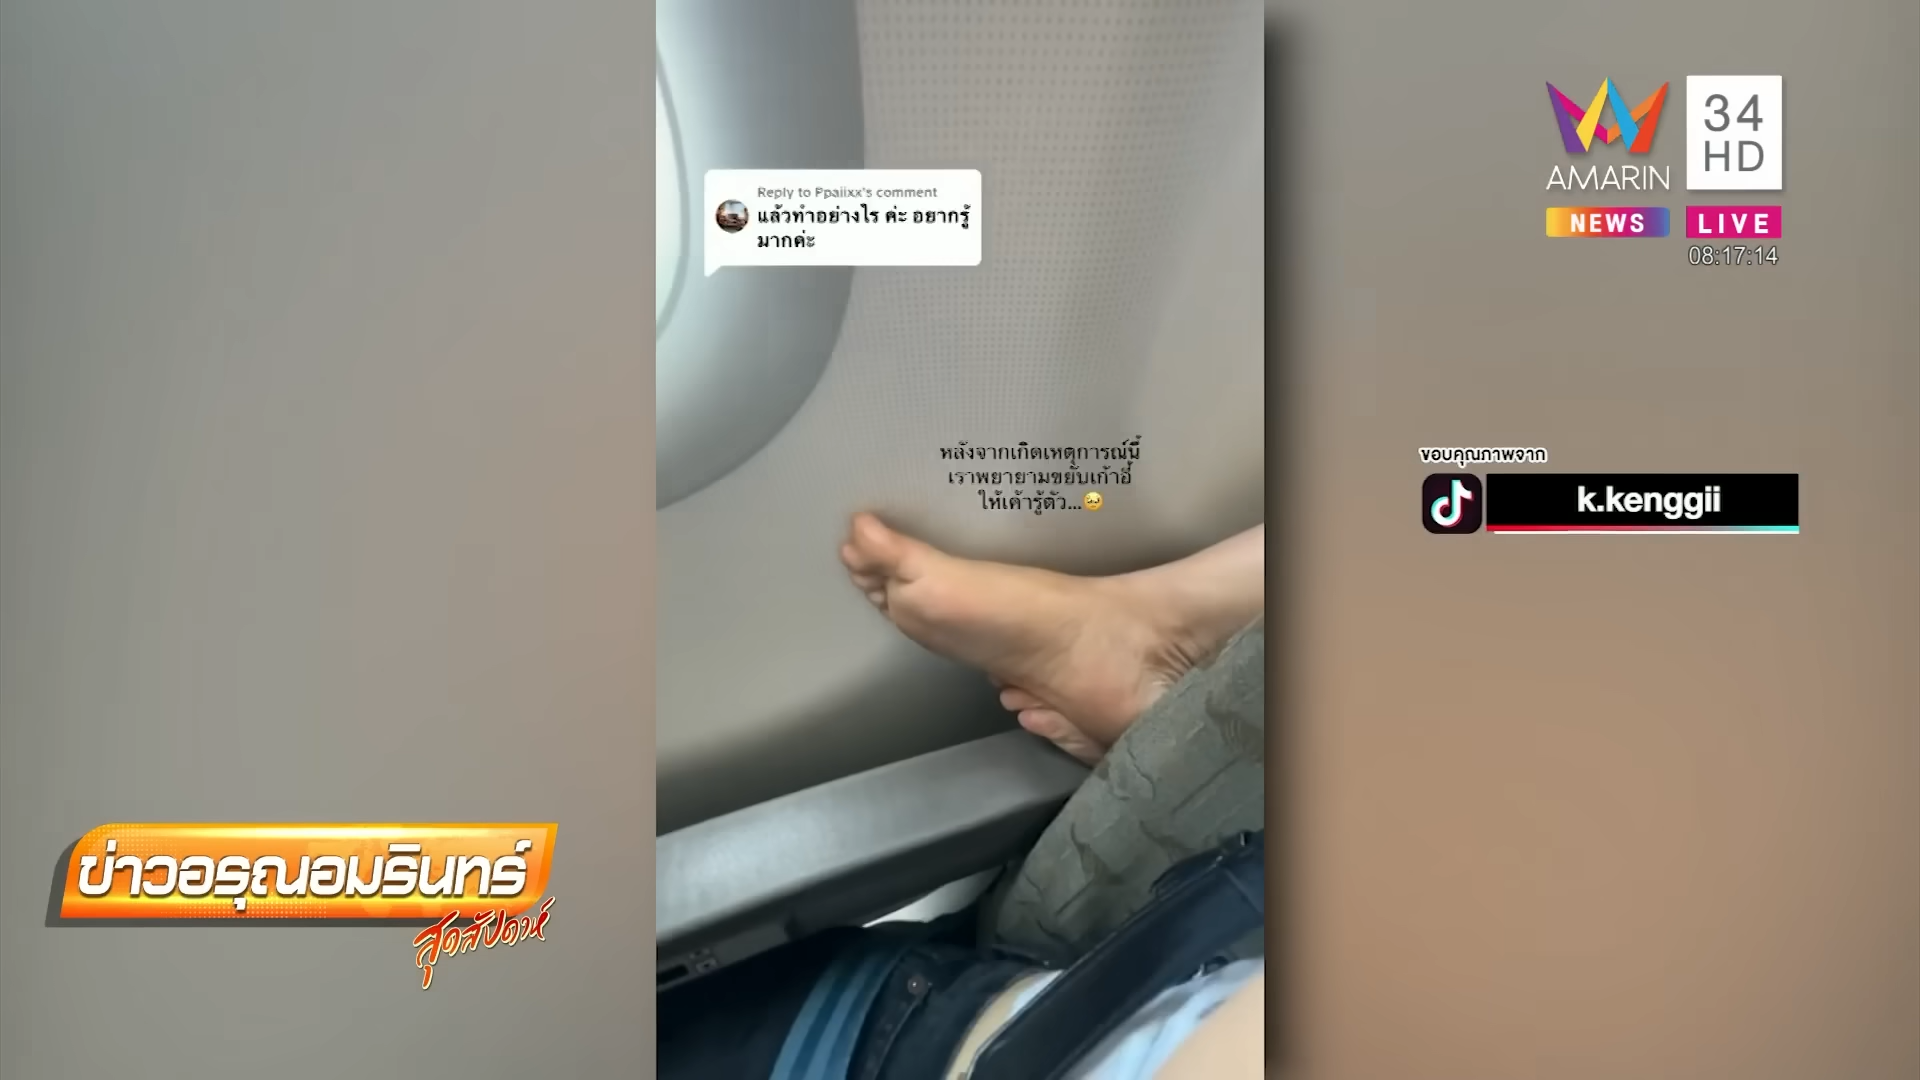 Reply to Ppaiixx's comment
แล้วทำอย่างไร ค่ะ อยากรู้
มากค่ะ
หลังจากเกิดเหตุการณ์นี้
เราพยายามขยับเก้าอี้
ให้เค้ารู้ตัว...🥺
AMARIN
34
HD
NEWS
LIVE
08:17:14
ขอบคุณภาพจาก
k.kenggii
ข่าวอรุณอมรินทร์
สุดสัปดาห์